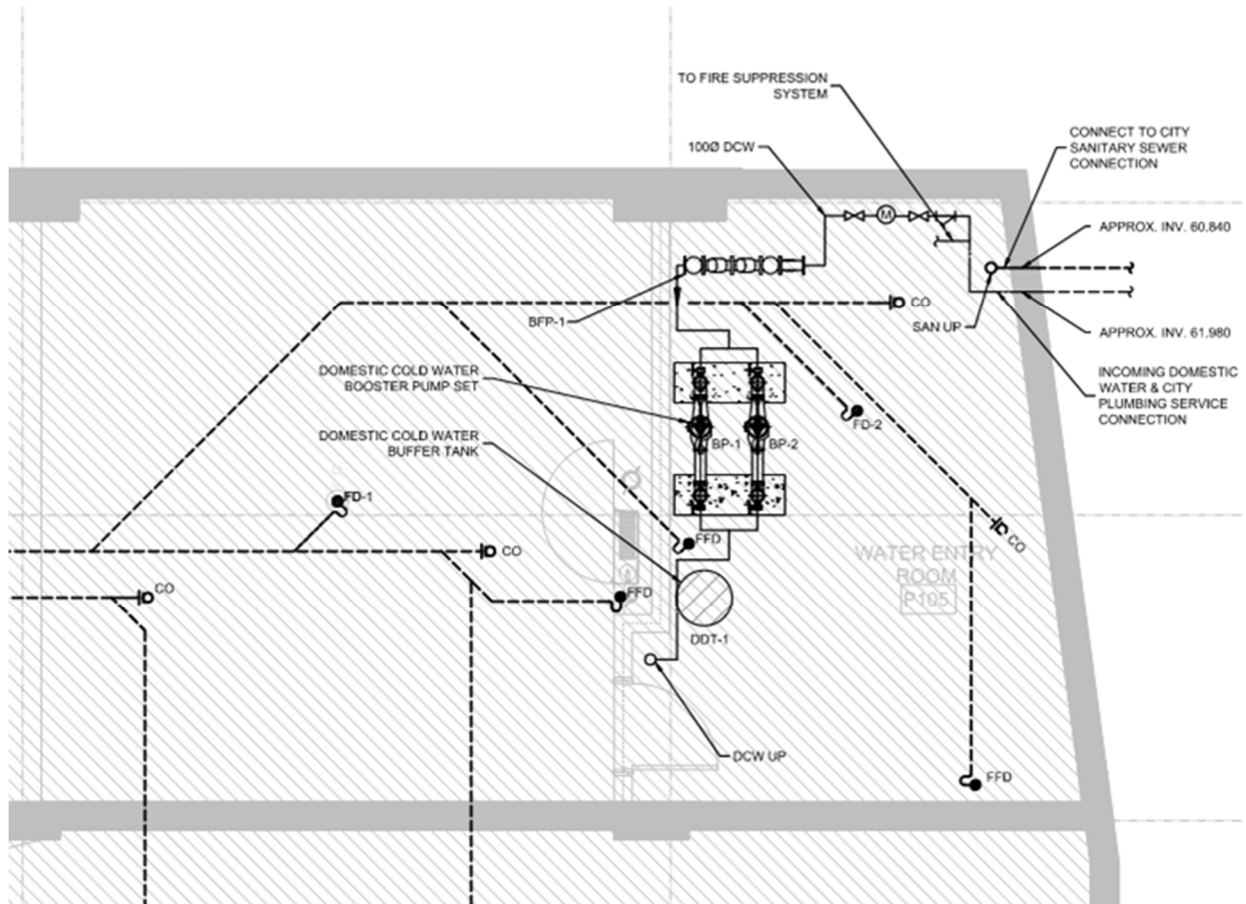 TO FIRE SUPPRESSION
SYSTEM
100Ø DCW
CONNECT TO CITY
SANITARY SEWER
CONNECTION
M
APPROX. INV. 60.840
BFP-1
CO
SAN UP
APPROX. INV. 61.980
DOMESTIC COLD WATER
BOOSTER PUMP SET
INCOMING DOMESTIC
WATER & CITY
PLUMBING SERVICE
CONNECTION
FD-2
BP-1
BP-2
DOMESTIC COLD WATER
BUFFER TANK
FD-1
FFD
CO
CO
WATER ENTRY
ROOM
P105
CO
FFD
DDT-1
DCW UP
FFD